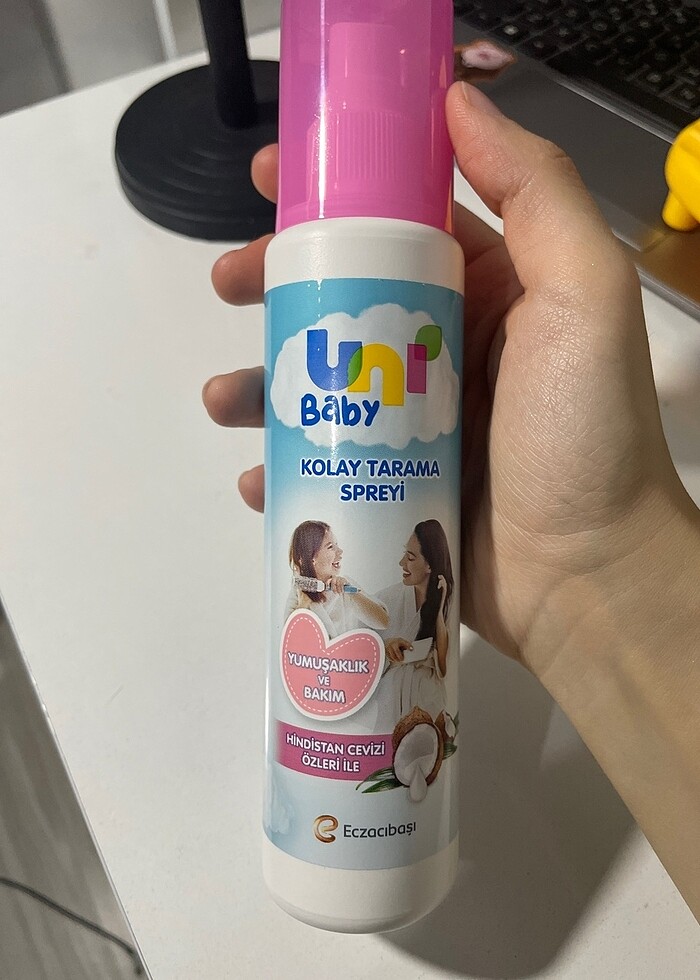 uni
Baby
KOLAY TARAMA
SPREYİ
YUMUŞAKLIK
VE
BAKIM
HİNDİSTAN CEVİZİ
ÖZLERİ İLE
Eczacıbaşı